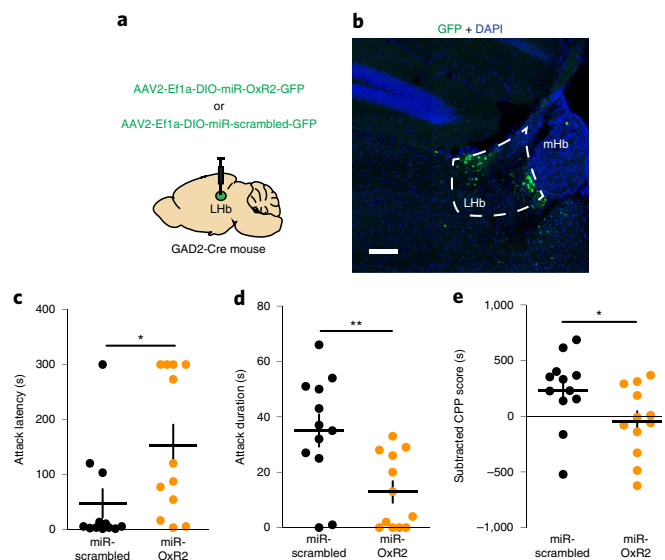 a
AAV2-Ef1a-DIO-miR-OxR2-GFP
or
AAV2-Ef1a-DIO-miR-scrambled-GFP
LHb
GAD2-Cre mouse
b
GFP + DAPI
mHb
LHb
c
Attack latency (s)
400
300
200
100
0
*
miR-
scrambled
miR-
OxR2
d
Attack duration (s)
80
60
40
20
0
**
miR-
scrambled
miR-
OxR2
e
Subtracted CPP score (s)
1,000
500
0
−500
−1,000
*
miR-
scrambled
miR-
OxR2